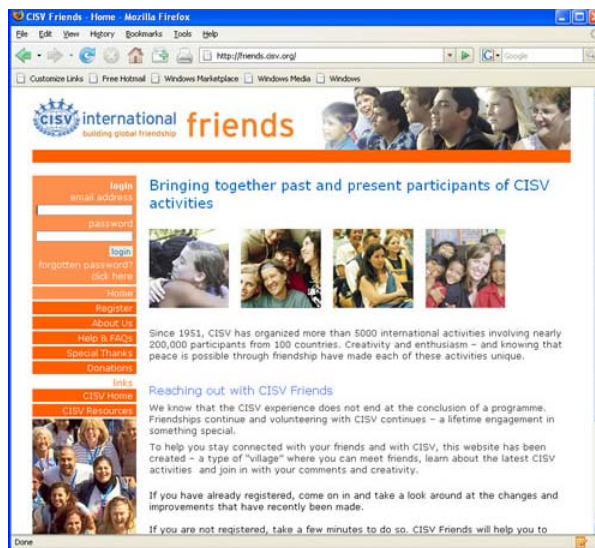 CISV Friends - Home - Mozilla Firefox
File Edit View History Bookmarks Tools Help
http://friends.cisv.org/
Google
Customize Links Free Hotmail Windows Marketplace Windows Media Windows
CISV international friends
building global friendship
login
email address
password
login
forgotten password?
click here
Home
Register
About Us
Help & FAQs
Special Thanks
Donations
links
CISV Home
CISV Resources
Bringing together past and present participants of CISV
activities
Since 1951, CISV has organized more than 5000 international activities involving nearly
200,000 participants from 100 countries. Creativity and enthusiasm – and knowing that
peace is possible through friendship have made each of these activities unique.
Reaching out with CISV Friends
We know that the CISV experience does not end at the conclusion of a programme.
Friendships continue and volunteering with CISV continues – a lifetime engagement in
something special.
To help you stay connected with your friends and with CISV, this website has been
created – a type of "village" where you can meet friends, learn about the latest CISV
activities and join in with your comments and creativity.
If you have already registered, come on in and take a look around at the changes and
improvements that have recently been made.
If you are not registered, take a few minutes to do so. CISV Friends will help you to
Done